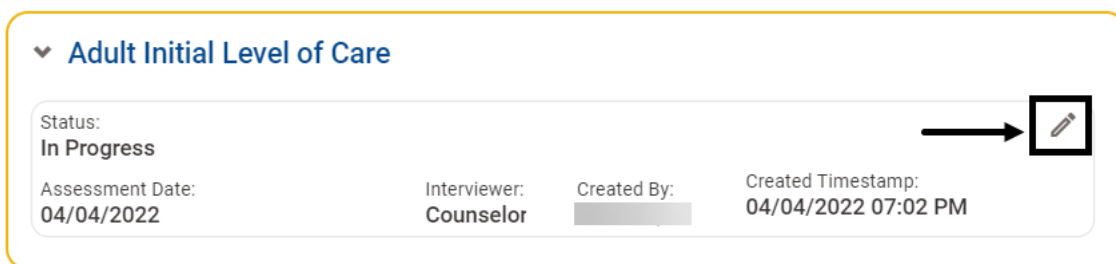 Adult Initial Level of Care
Status:
In Progress
Assessment Date: Interviewer: Created By: Created Timestamp:
04/04/2022 Counselor 04/04/2022 07:02 PM